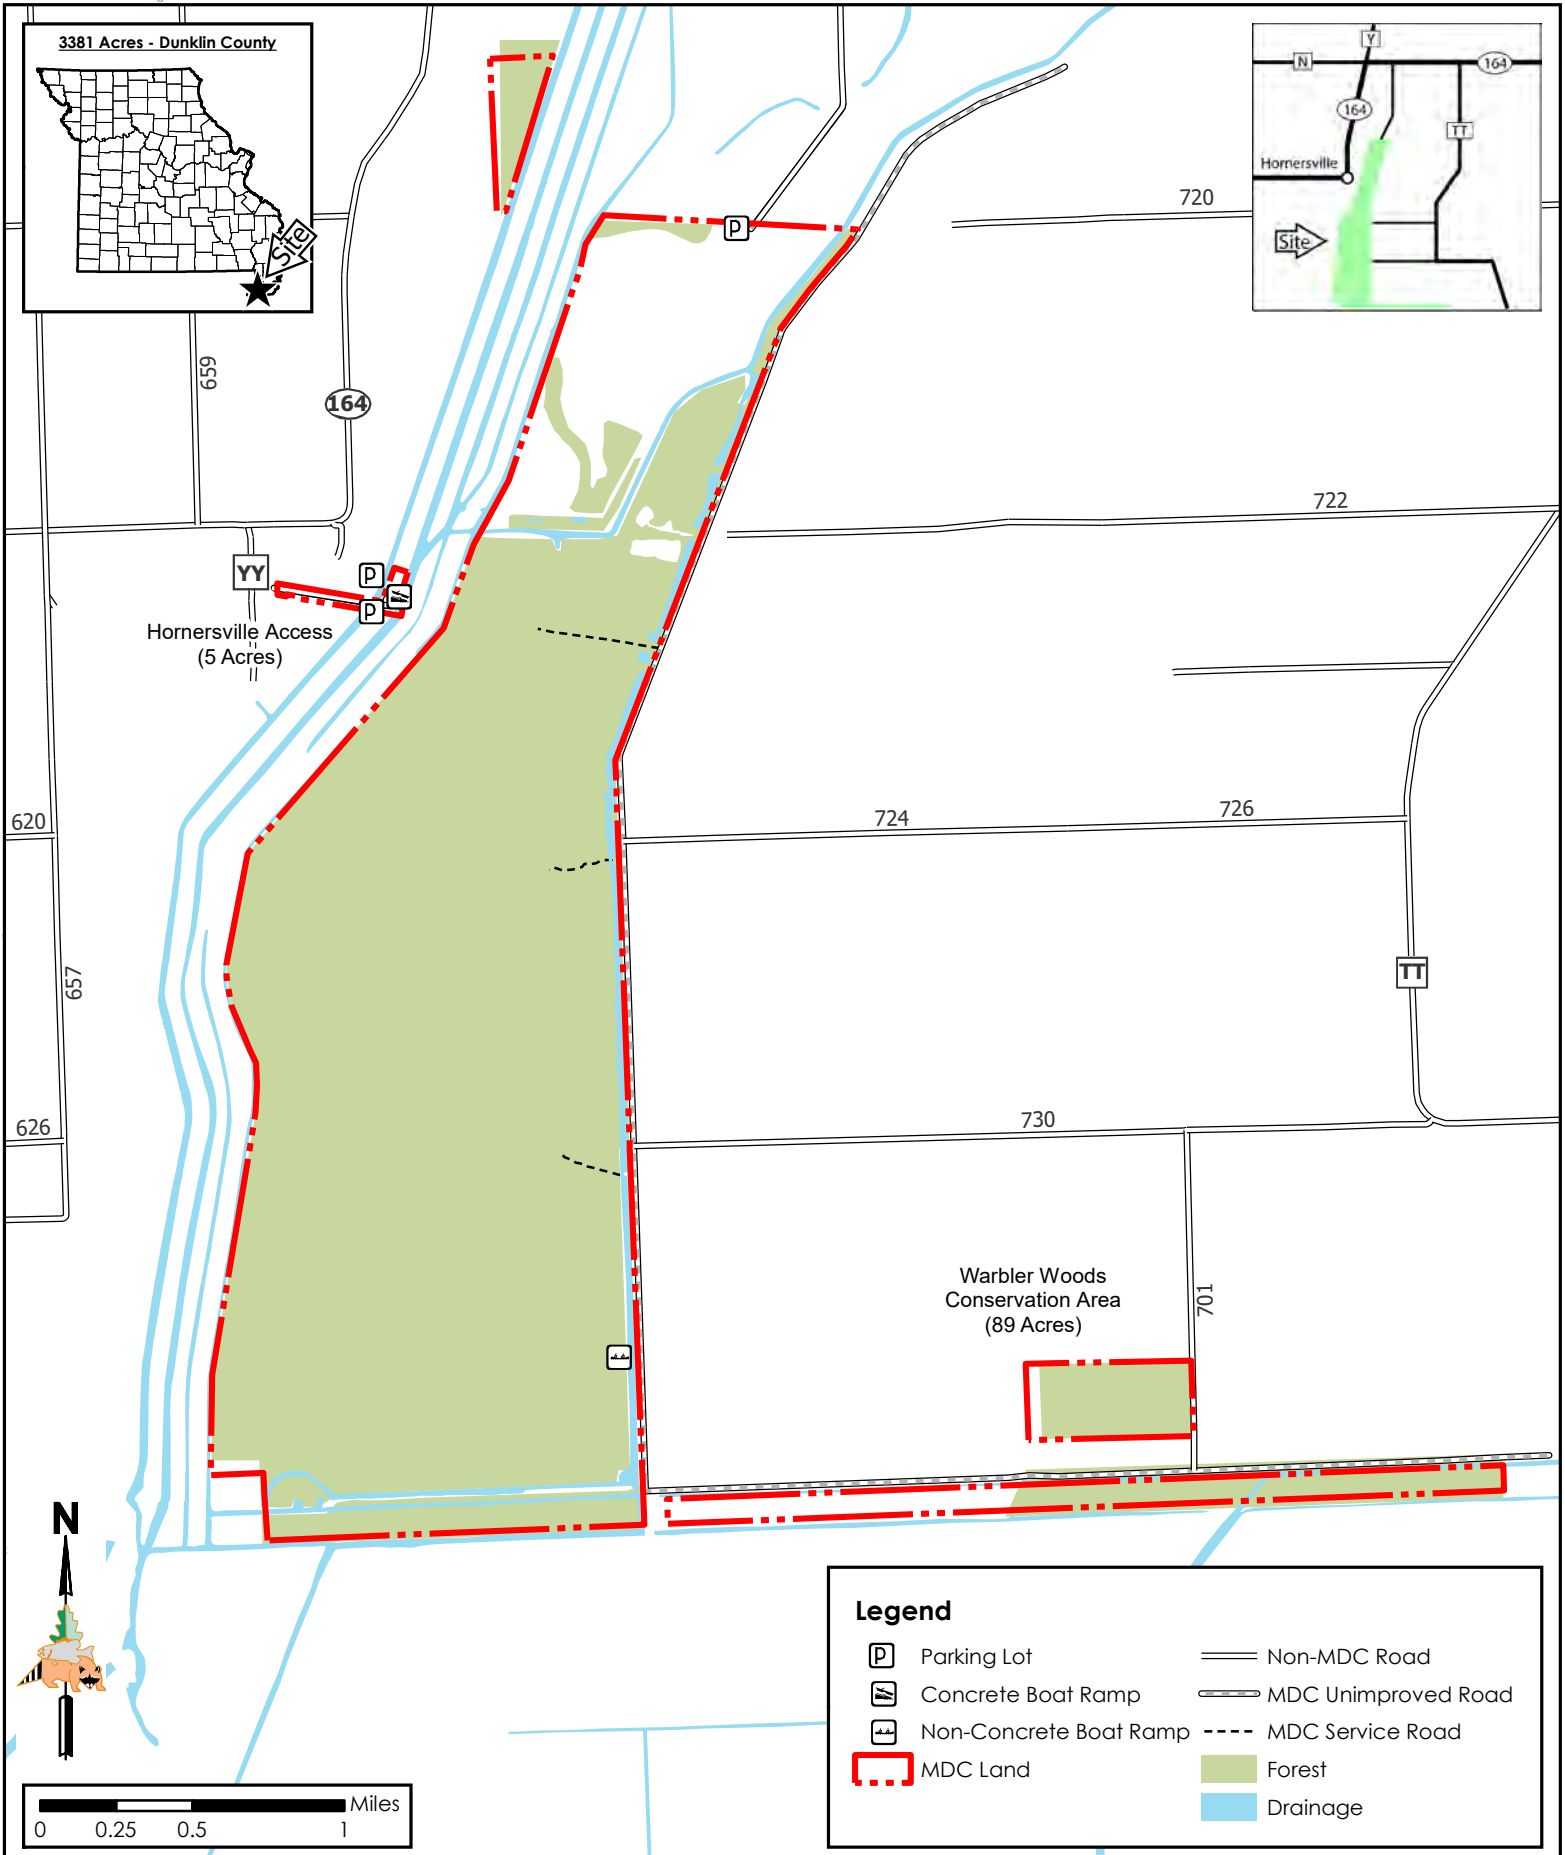 3381 Acres - Dunklin County
Site
Y
N
164
164
TT
Hornersville
Site
720
659
164
722
YY
Hornersville Access
(5 Acres)
P
P
P
620
724
726
657
TT
626
730
Warbler Woods
Conservation Area
(89 Acres)
701
N
Legend
P Parking Lot
Concrete Boat Ramp
Non-Concrete Boat Ramp
MDC Land
Non-MDC Road
MDC Unimproved Road
MDC Service Road
Forest
Drainage
Miles
0 0.25 0.5 1